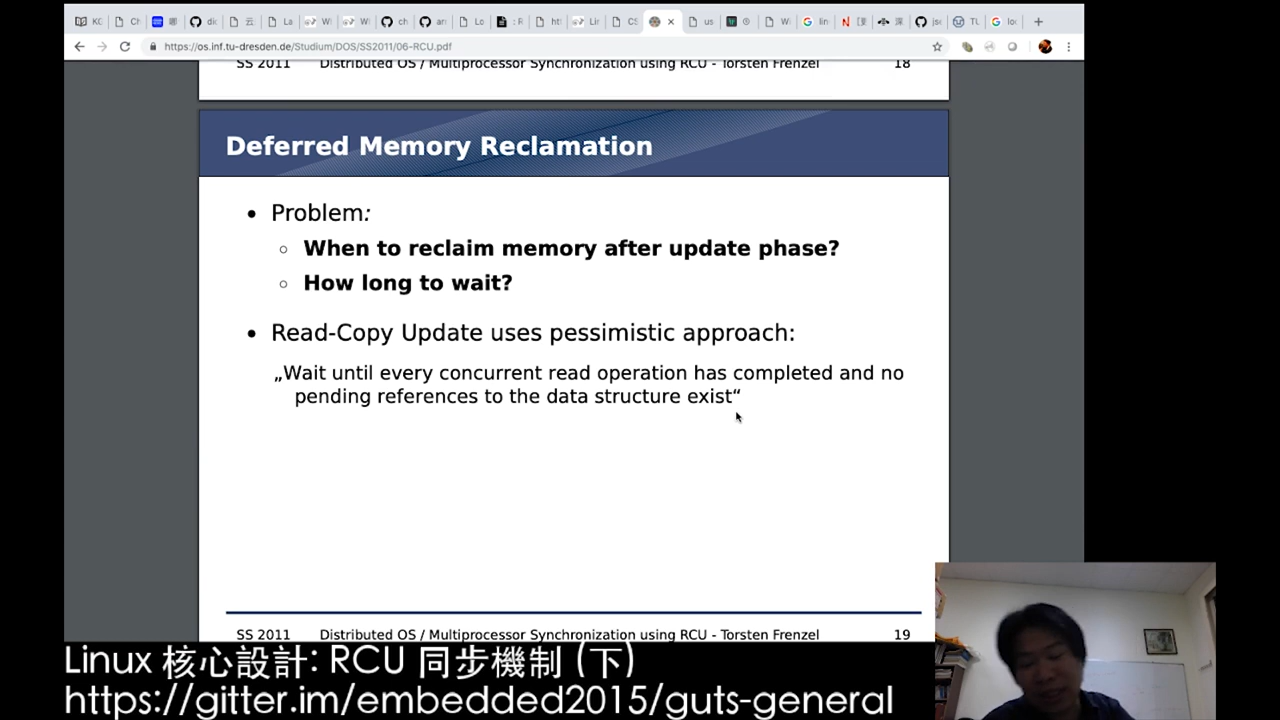 https://os.inf.tu-dresden.de/Studium/DOS/SS2011/06-RCU.pdf
SS 2011 Distributed OS / Multiprocessor Synchronization using RCU - Torsten Frenzel 18
Deferred Memory Reclamation
• Problem:
○ When to reclaim memory after update phase?
○ How long to wait?
• Read-Copy Update uses pessimistic approach:
„Wait until every concurrent read operation has completed and no
pending references to the data structure exist“
SS 2011 Distributed OS / Multiprocessor Synchronization using RCU - Torsten Frenzel 19
Linux 核心設計: RCU 同步機制 (下)
https://gitter.im/embedded2015/guts-general